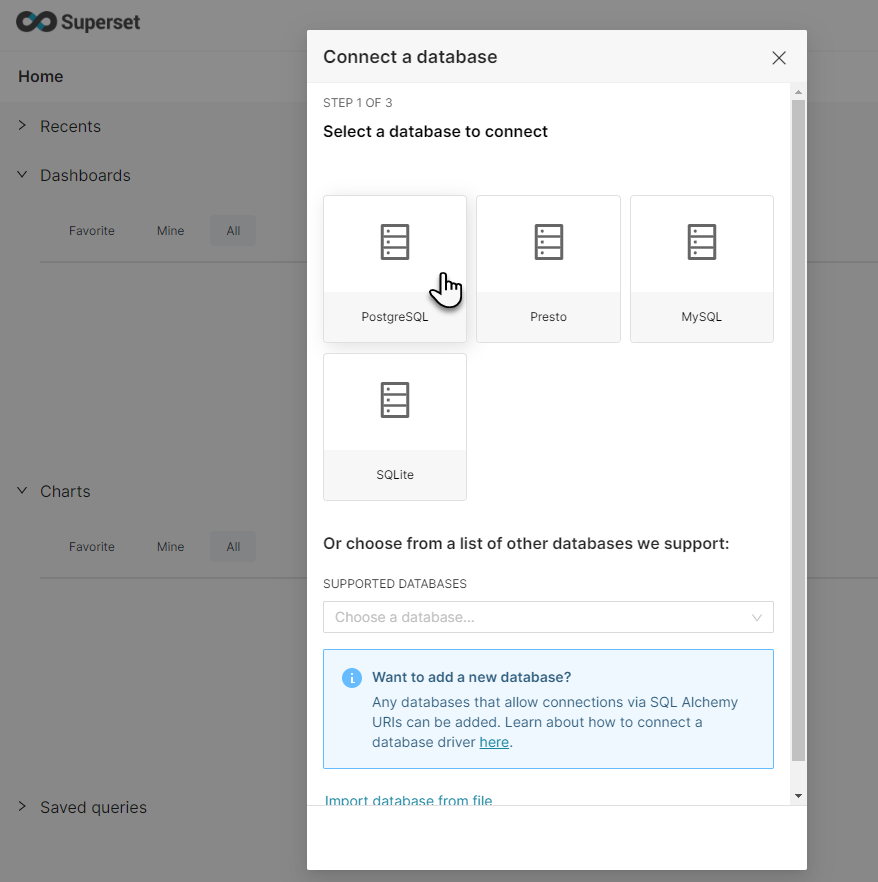 Superset
Home
Recents
Dashboards
Favorite Mine All
Charts
Favorite Mine All
Saved queries
Connect a database
STEP 1 OF 3
Select a database to connect
PostgreSQL Presto MySQL
SQLite
Or choose from a list of other databases we support:
SUPPORTED DATABASES
Choose a database...
Want to add a new database?
Any databases that allow connections via SQL Alchemy
URIs can be added. Learn about how to connect a
database driver here.
Import database from file